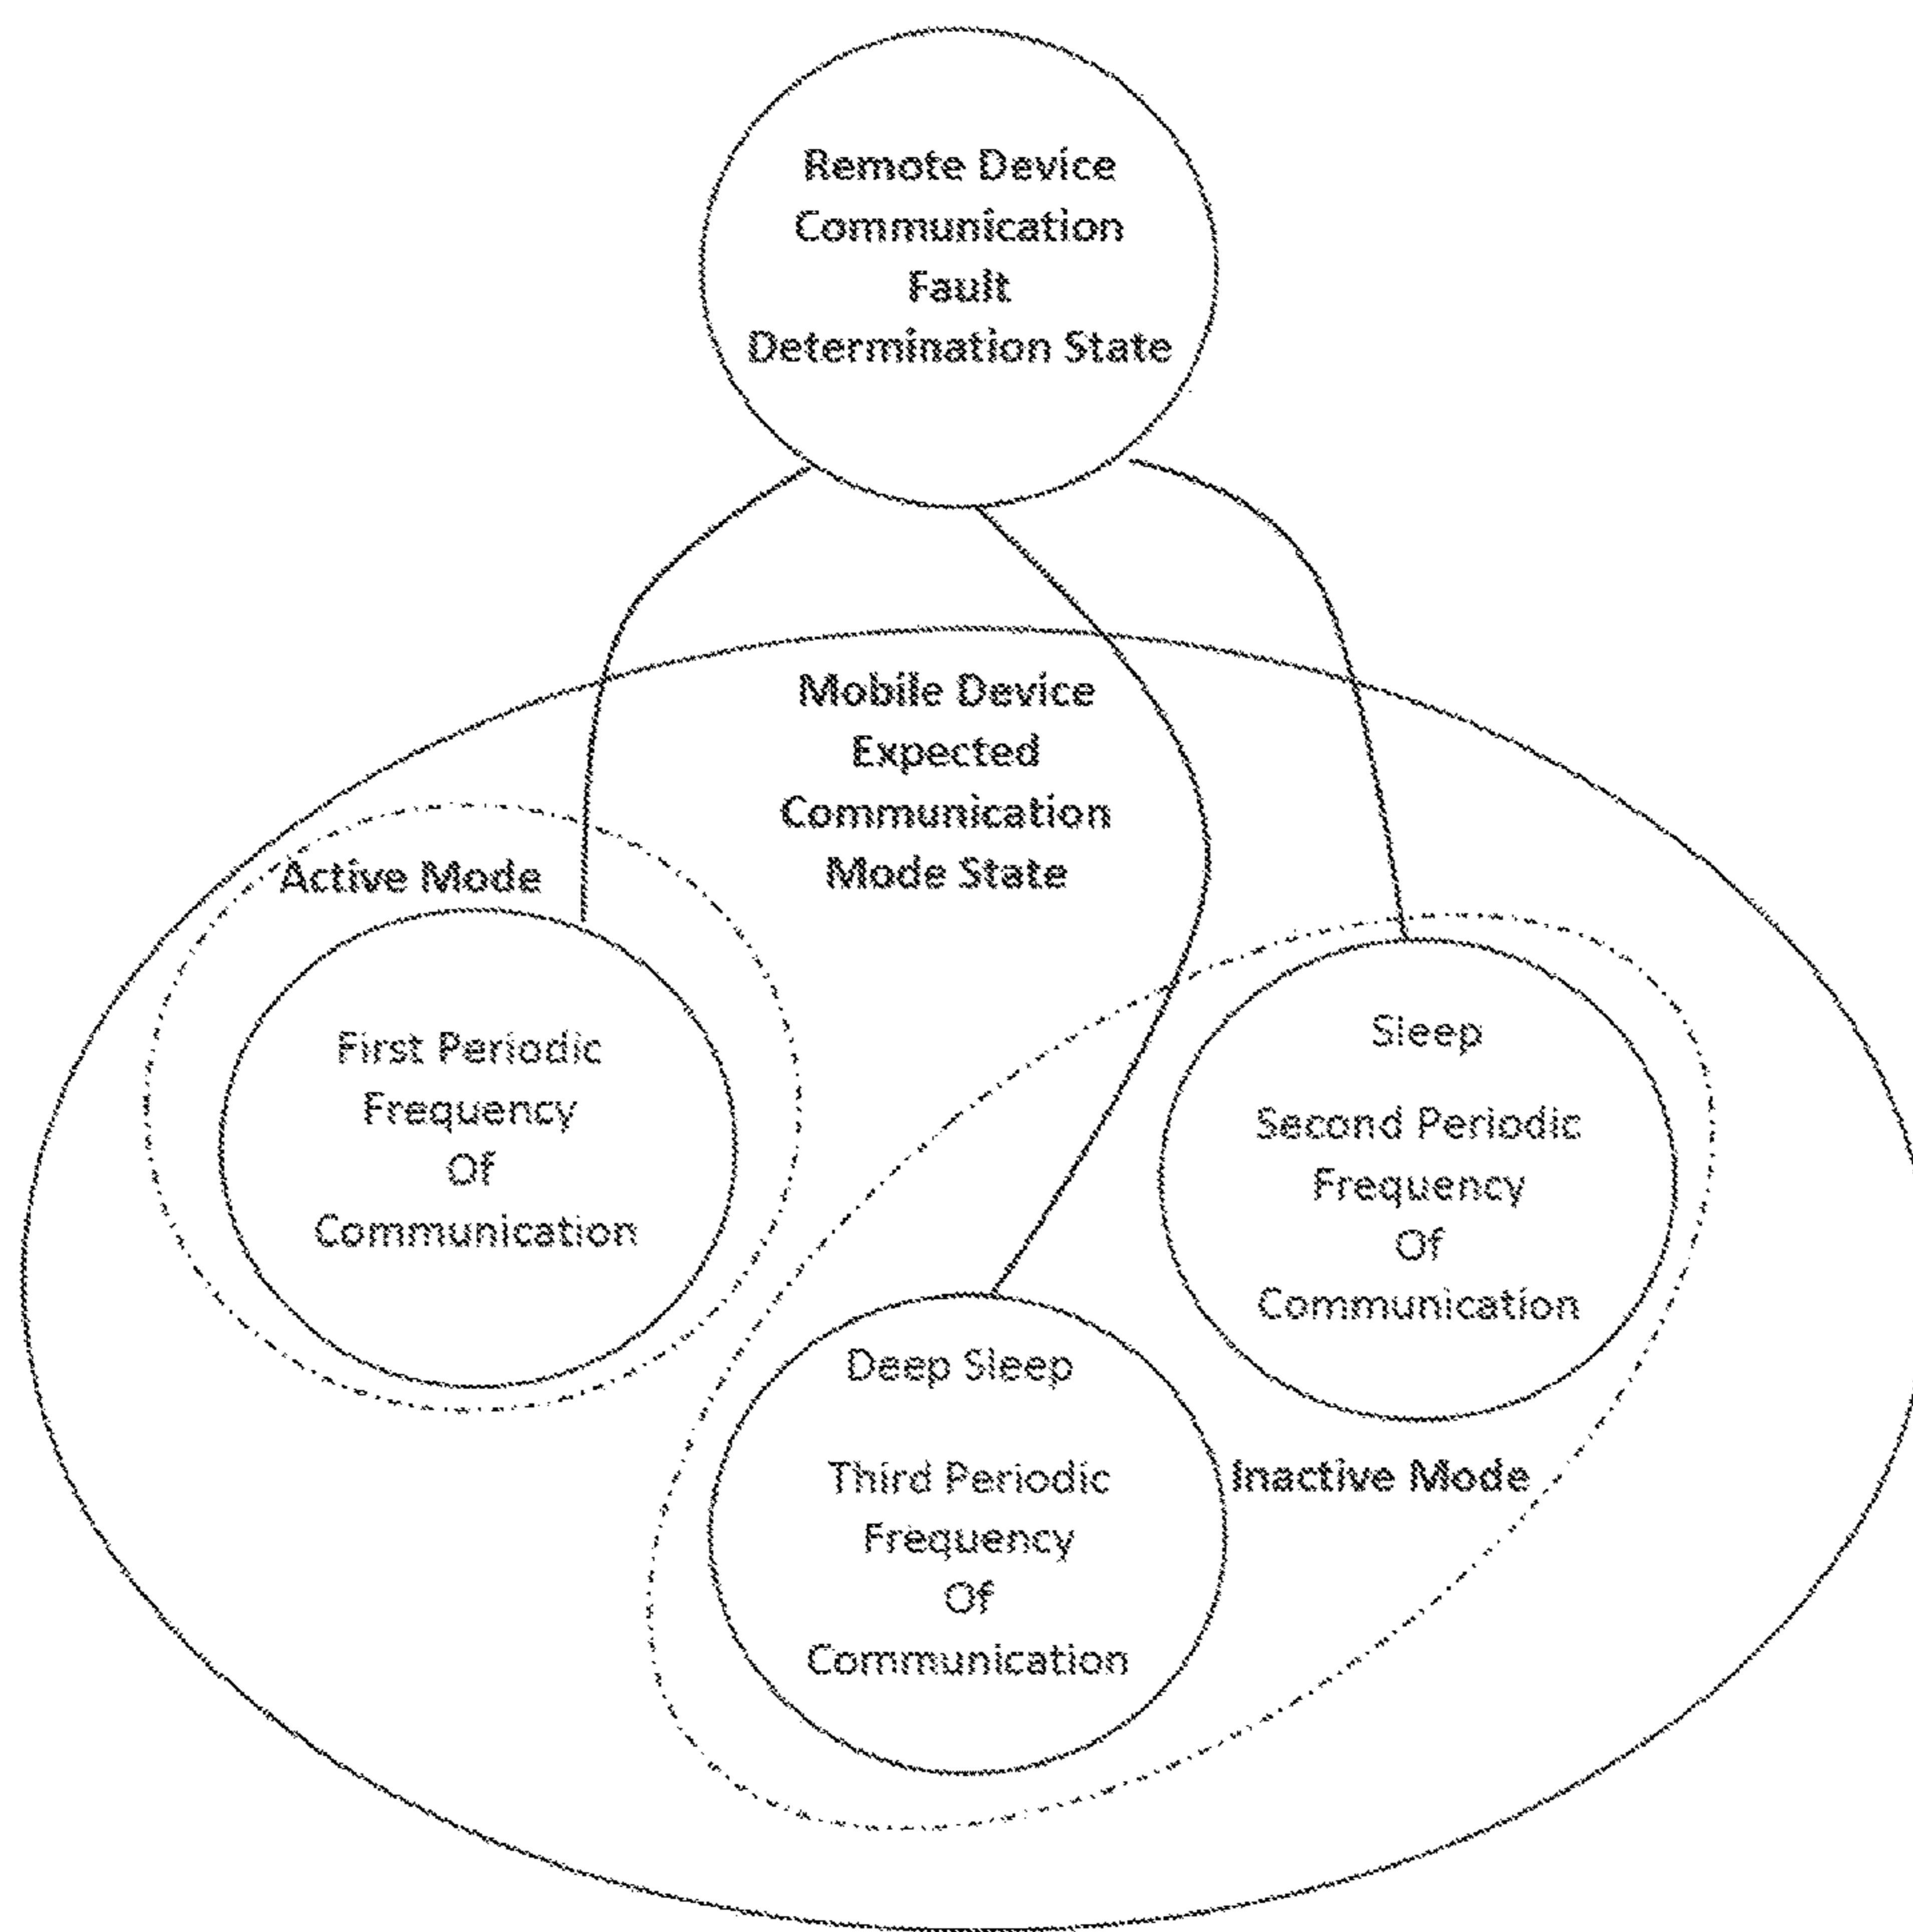 Remote Device
Communication
Fault
Determination State
Mobile Device
Expected
Communication
Mode State
Active Mode
First Periodic
Frequency
Of
Communication
Sleep
Second Periodic
Frequency
Of
Communication
Deep Sleep
Third Periodic
Frequency
Of
Communication
Inactive Mode